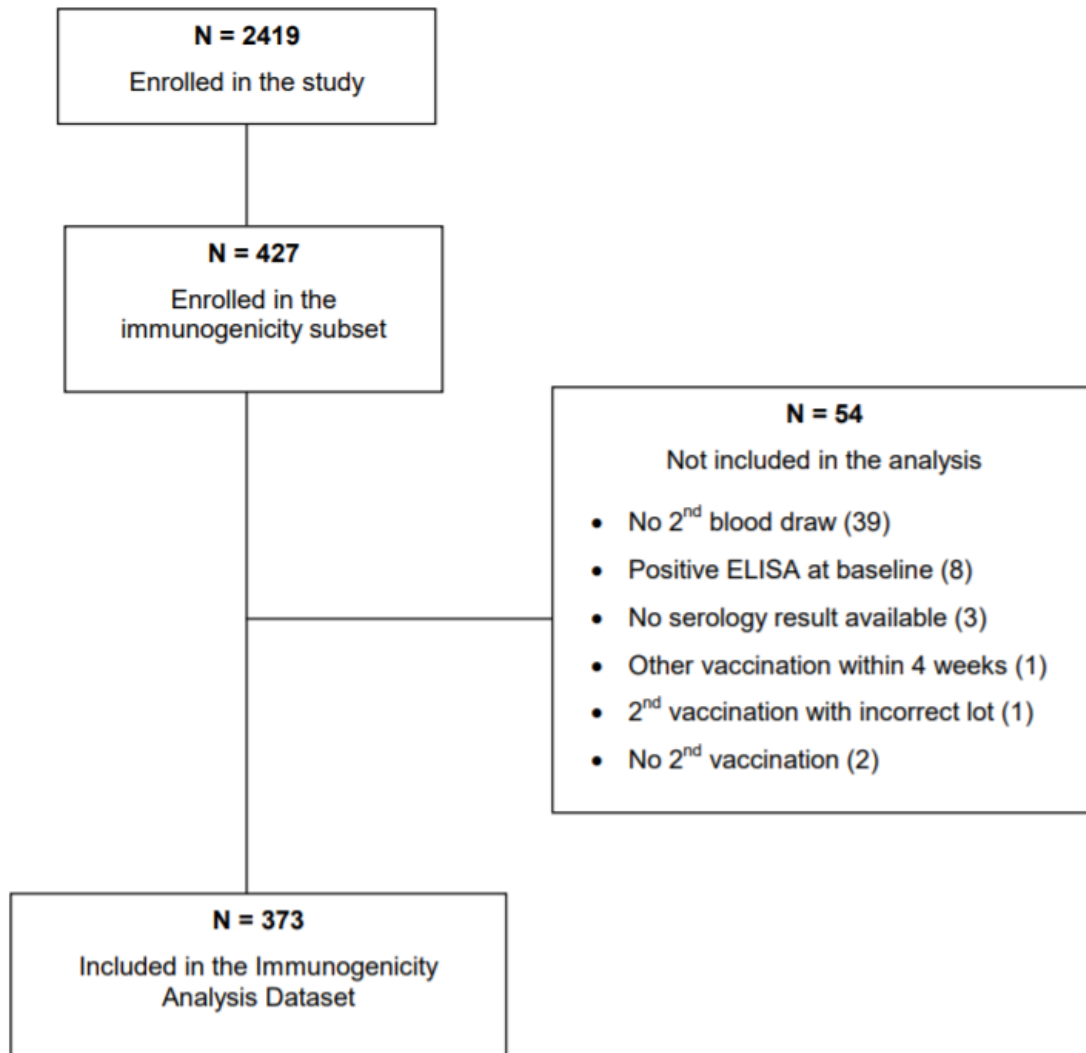 N = 2419
Enrolled in the study
N = 427
Enrolled in the
immunogenicity subset
N = 54
Not included in the analysis
• No 2nd blood draw (39)
• Positive ELISA at baseline (8)
• No serology result available (3)
• Other vaccination within 4 weeks (1)
• 2nd vaccination with incorrect lot (1)
• No 2nd vaccination (2)
N = 373
Included in the Immunogenicity
Analysis Dataset